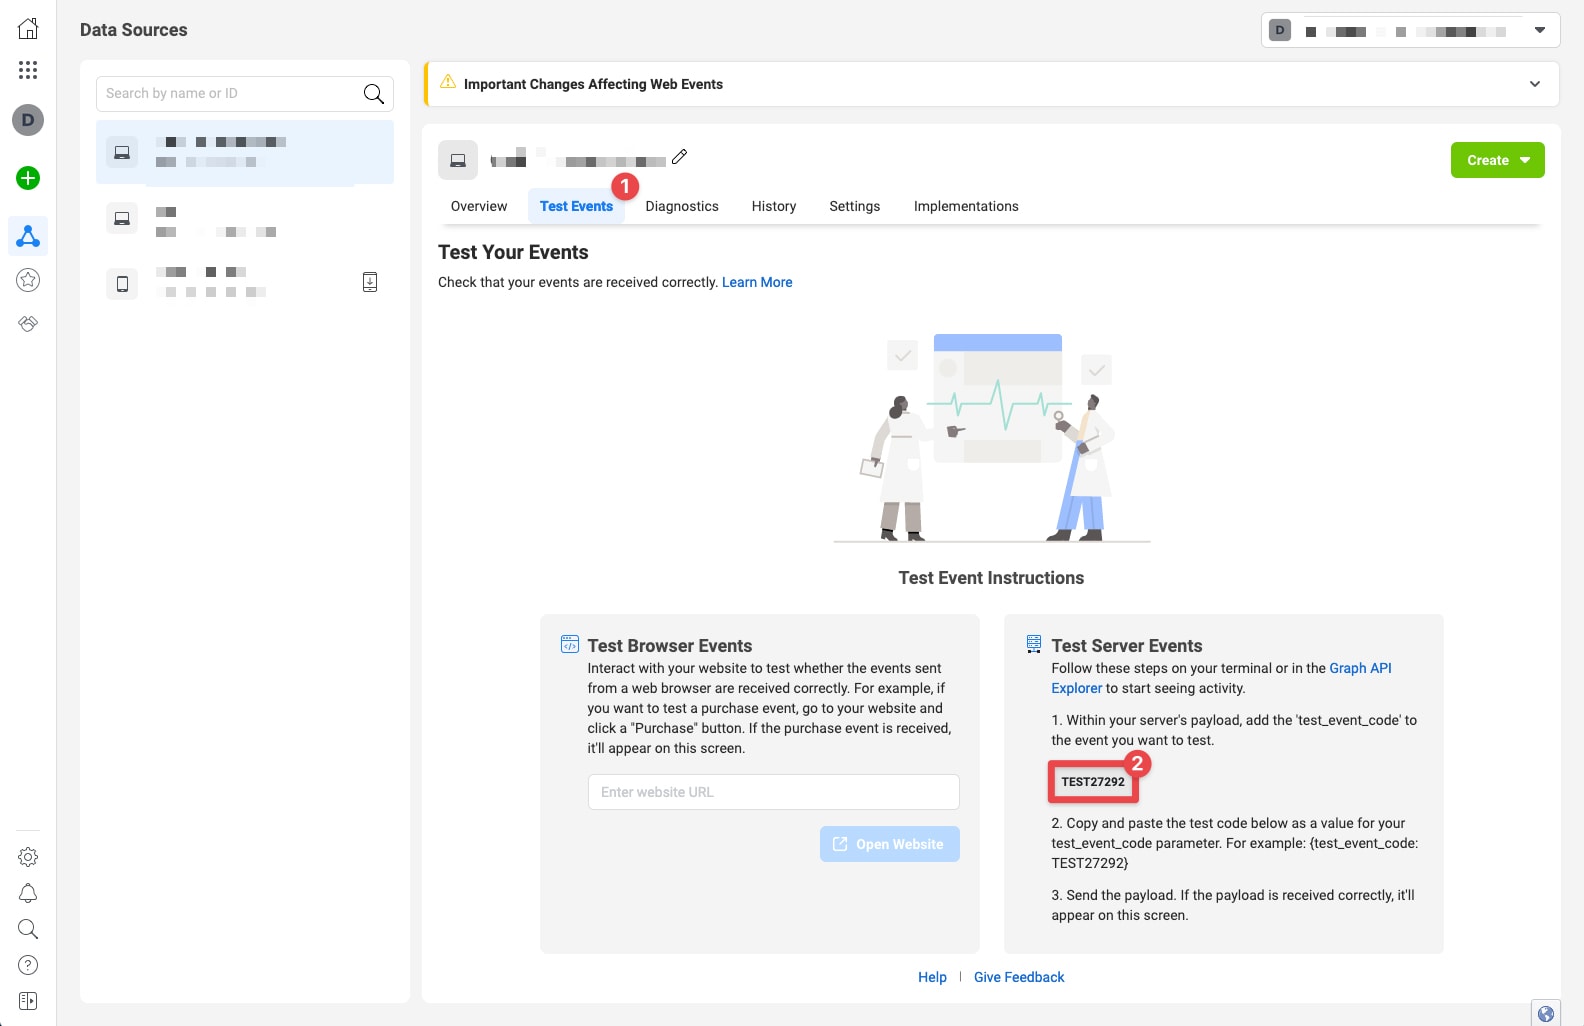 Data Sources
D
Search by name or ID
D
Important Changes Affecting Web Events
Create
1
Overview
Test Events
Diagnostics
History
Settings
Implementations
Test Your Events
Check that your events are received correctly. Learn More
Test Event Instructions
Test Browser Events
Interact with your website to test whether the events sent
from a web browser are received correctly. For example, if
you want to test a purchase event, go to your website and
click a "Purchase" button. If the purchase event is received,
it'll appear on this screen.
Enter website URL
Open Website
Test Server Events
Follow these steps on your terminal or in the Graph API
Explorer to start seeing activity.
1. Within your server's payload, add the 'test_event_code' to
the event you want to test.
2
TEST27292
2. Copy and paste the test code below as a value for your
test_event_code parameter. For example: {test_event_code:
TEST27292}
3. Send the payload. If the payload is received correctly, it'll
appear on this screen.
Help
Give Feedback